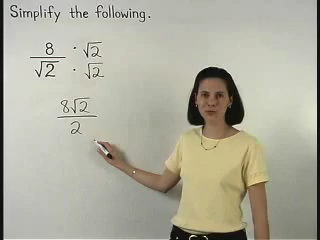 Simplify the following.
8 · √2
√2 · √2
8√2
2